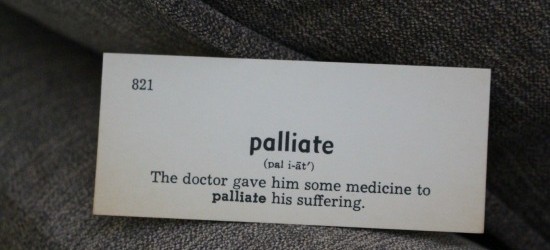 821
palliate
(pal i-āt′)
The doctor gave him some medicine to
palliate his suffering.